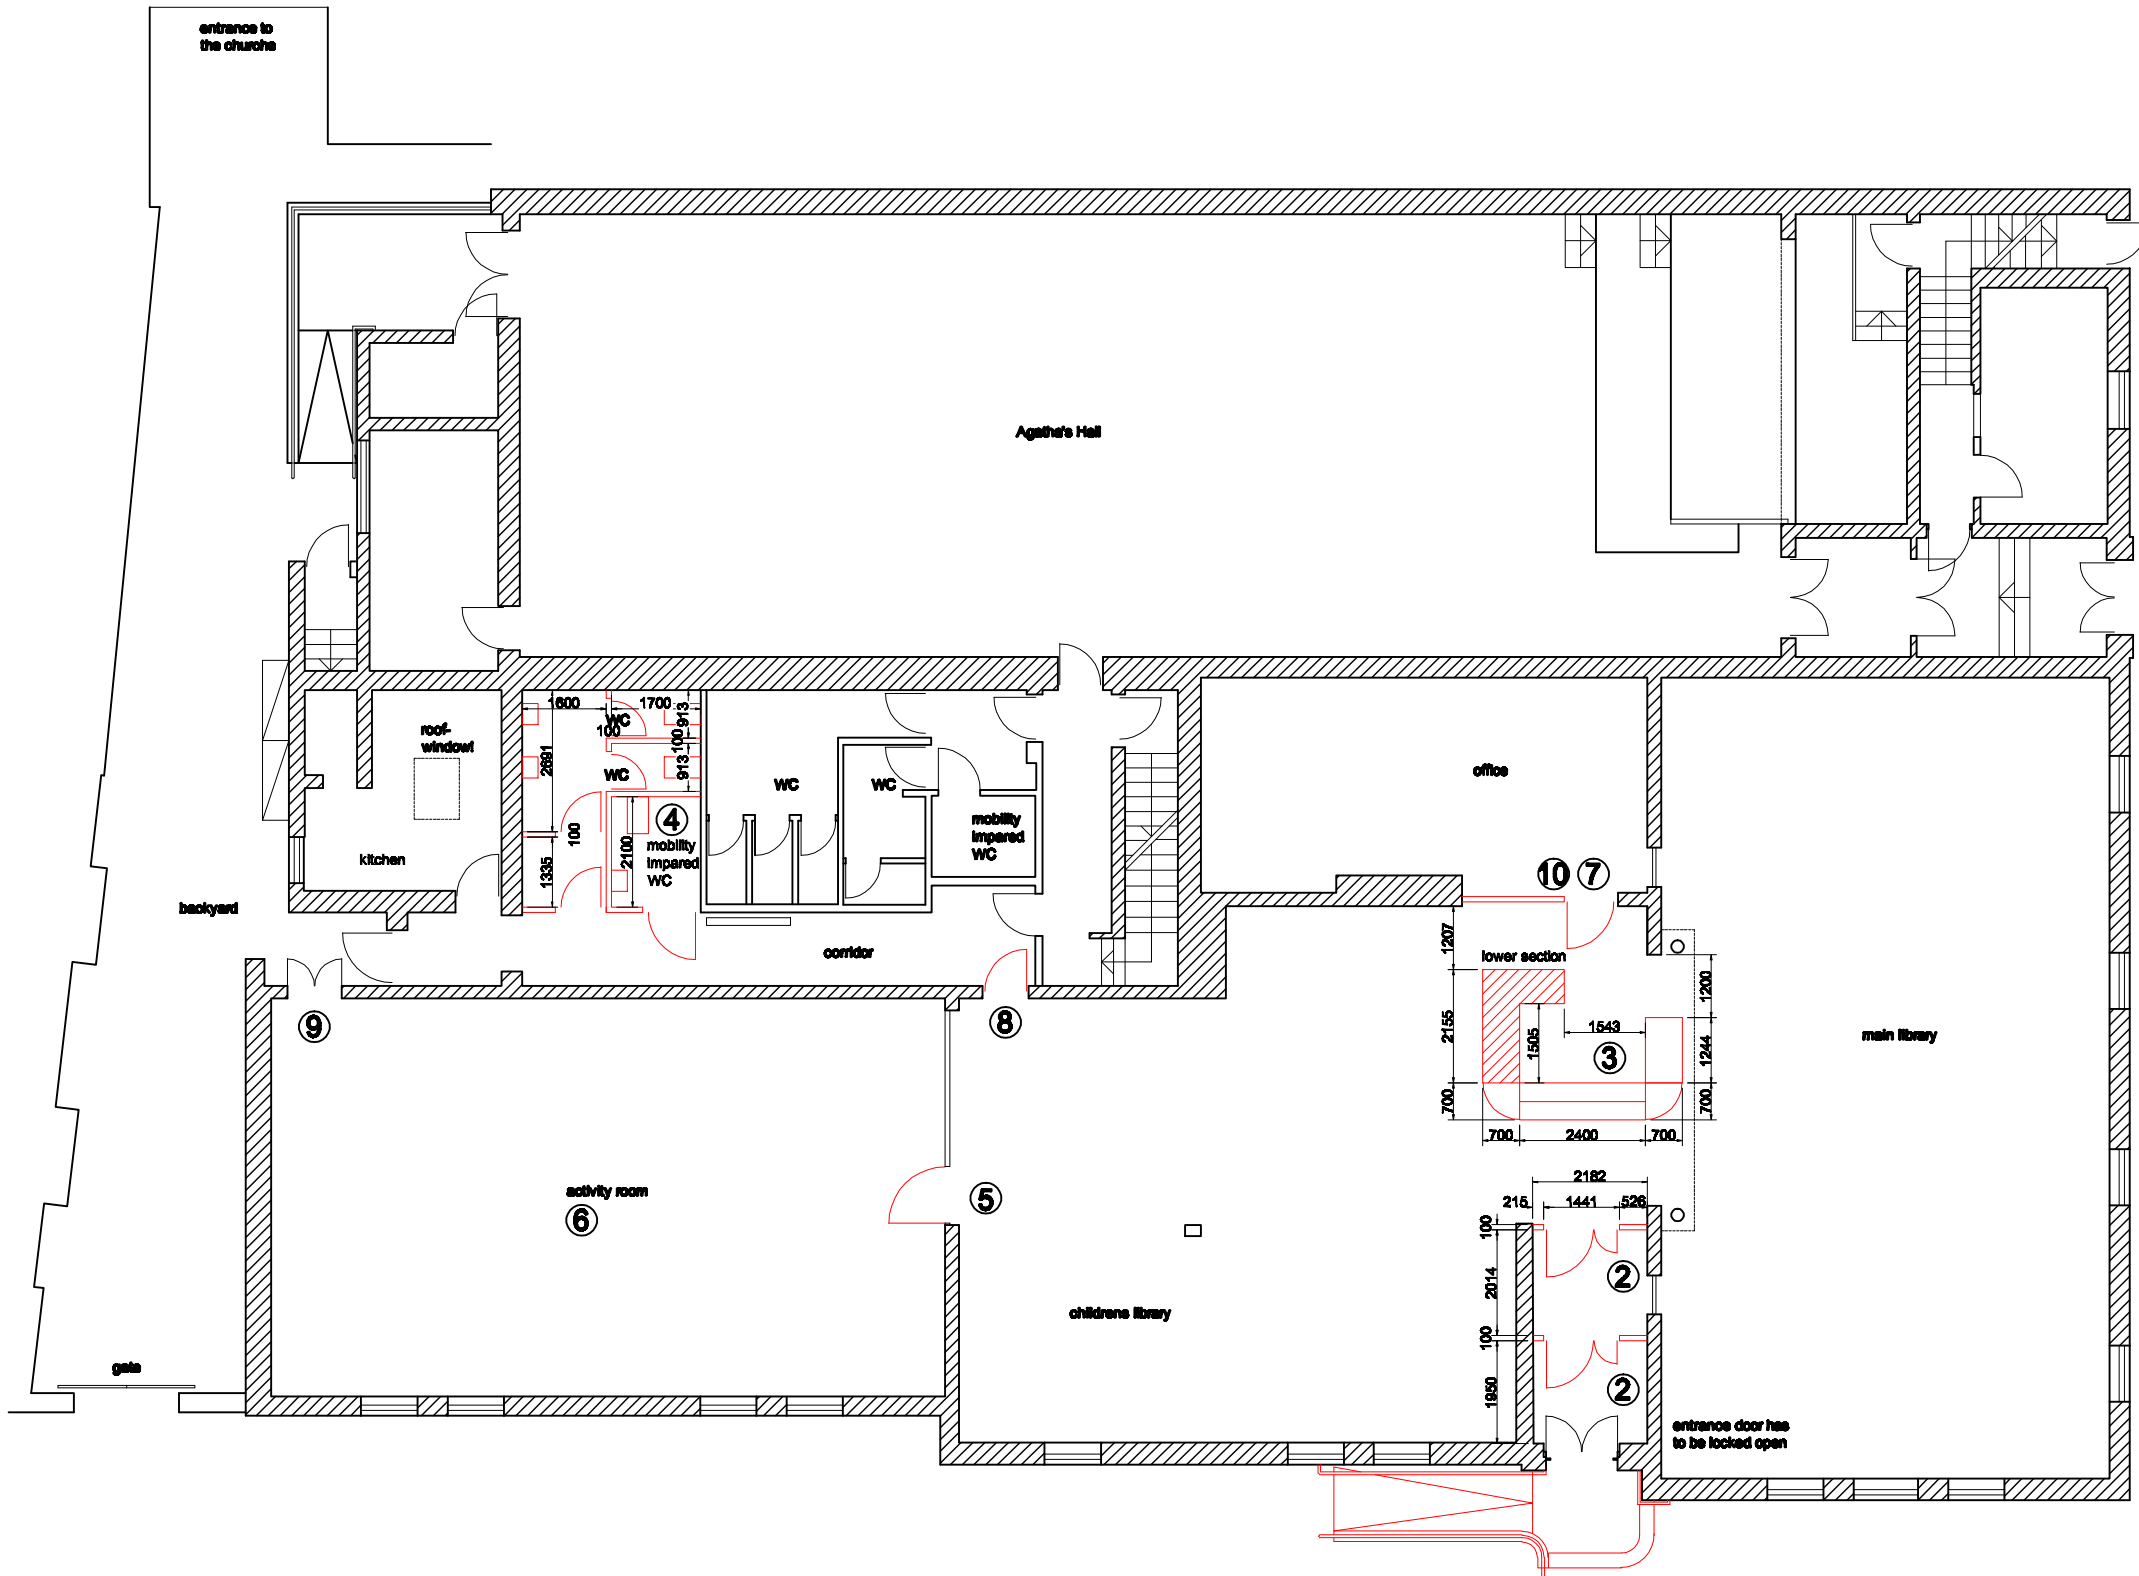 entrance to
the churche
Agatha's Hall
1600
1700
WC
100
913
100
913
2691
WC
roof-
window!
WC
WC
office
4
mobility
impared
WC
2100
100
1335
mobility
impared
WC
kitchen
10
7
backyard
corridor
1207
lower section
1200
9
8
2155
1505
1543
3
1244
main library
700
700
700
2400
700
2182
215
1441
526
activity room
6
5
100
2014
2
childrens library
100
1950
2
gate
entrance door has
to be locked open